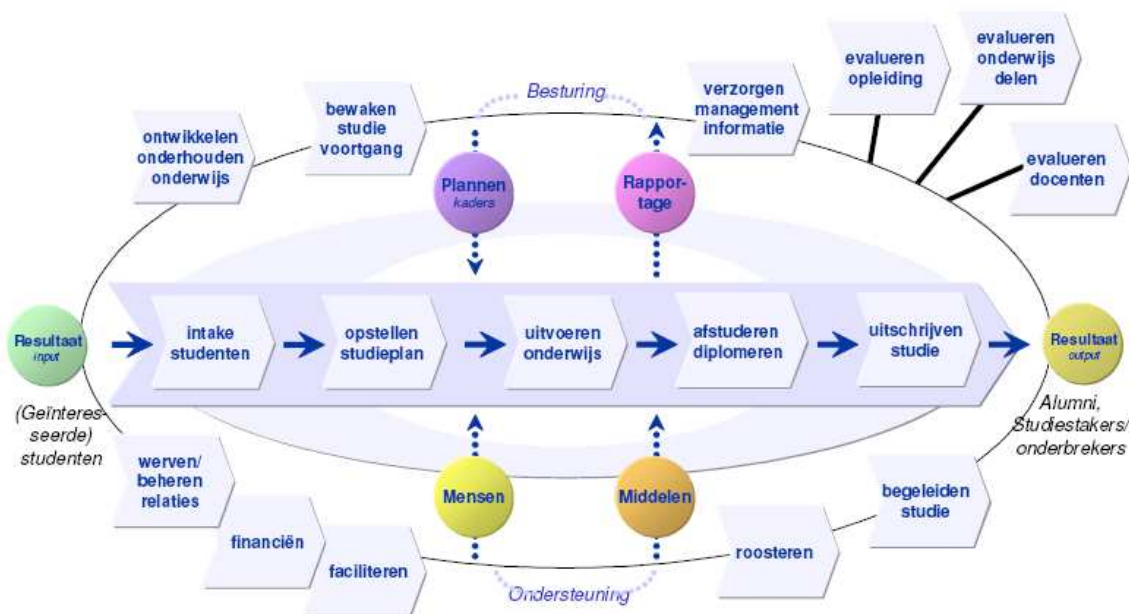 evalueren
opleiding
evalueren
onderwijs
delen
bewaken
studie
voortgang
Besturing
verzorgen
management
informatie
ontwikkelen
onderhouden
onderwijs
evalueren
docenten
Plannen
kaders
Rappor-
tage
Resultaat
input
intake
studenten
opstellen
studieplan
uitvoeren
onderwijs
afstuderen
diplomeren
uitschrijven
studie
Resultaat
output
(Geïnteres-
seerde)
studenten
Alumni,
Studiestakers/
onderbrekers
werven/
beheren
relaties
Mensen
Middelen
begeleiden
studie
financiën
faciliteren
Ondersteuning
roosteren